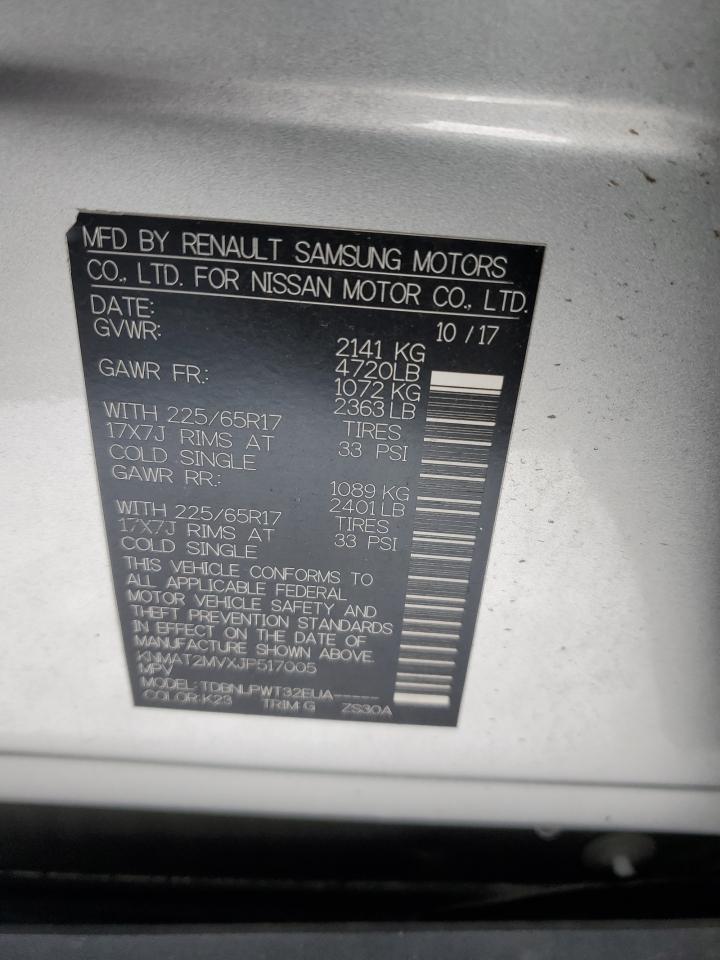 MFD BY RENAULT SAMSUNG MOTORS
CO., LTD. FOR NISSAN MOTOR CO., LTD.
DATE: 10 / 17
GVWR: 2141 KG
4720LB
GAWR FR.: 1072 KG
2363 LB
WITH 225/65R17 TIRES
17X7J RIMS AT 33 PSI
COLD SINGLE
GAWR RR.: 1089 KG
2401 LB
WITH 225/65R17 TIRES
17X7J RIMS AT 33 PSI
COLD SINGLE
THIS VEHICLE CONFORMS TO
ALL APPLICABLE FEDERAL
MOTOR VEHICLE SAFETY AND
THEFT PREVENTION STANDARDS
IN EFFECT ON THE DATE OF
MANUFACTURE SHOWN ABOVE.
KNMAT2MVXJP517005
MPV
MODEL: TDBNLPWT32EUA-----
COLOR:K23 TRIM:G ZS30A